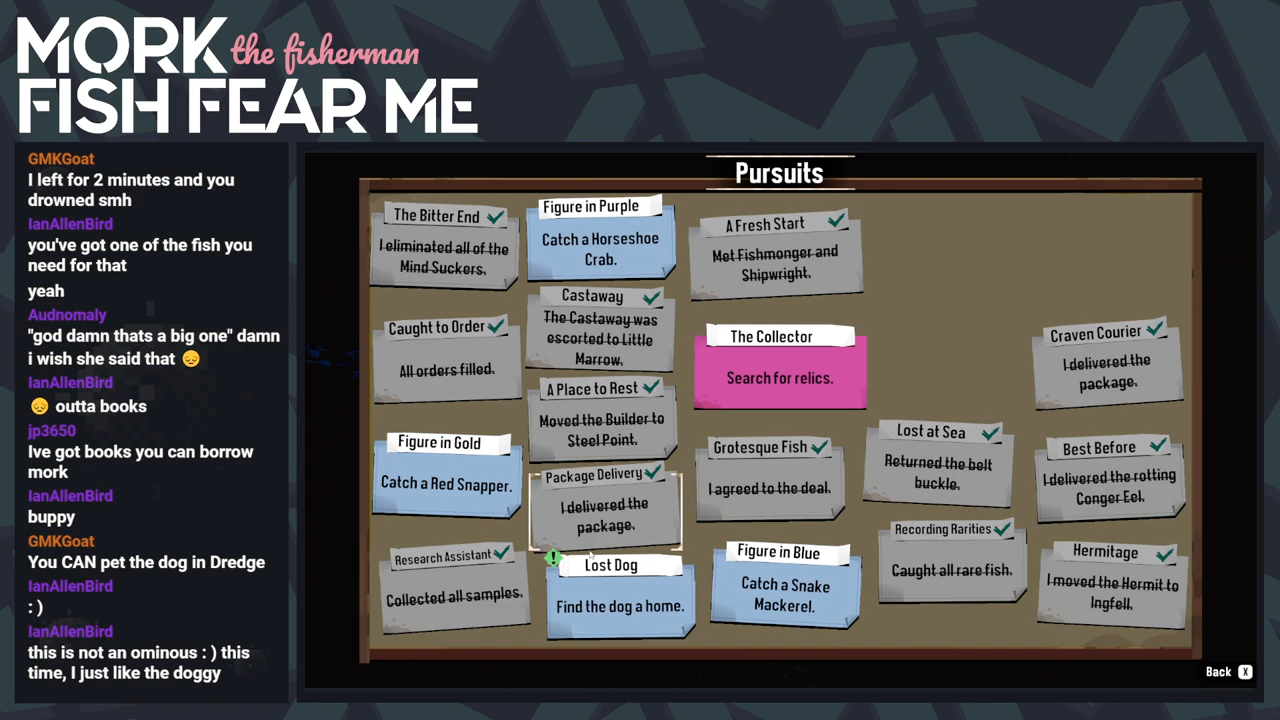 MORK the fisherman
FISH FEAR ME
GMKGoat
I left for 2 minutes and you
drowned smh
IanAllenBird
you've got one of the fish you
need for that
yeah
Audnomaly
"god damn thats a big one" damn
i wish she said that 😔
IanAllenBird
😔 outta books
jp3650
Ive got books you can borrow
mork
IanAllenBird
buppy
GMKGoat
You CAN pet the dog in Dredge
IanAllenBird
: )
IanAllenBird
this is not an ominous : ) this
time, I just like the doggy
Pursuits
The Bitter End
I eliminated all of the
Mind Suckers.
Caught to Order
All orders filled.
Figure in Gold
Catch a Red Snapper.
Research Assistant
Collected all samples.
Figure in Purple
Catch a Horseshoe
Crab.
Castaway
The Castaway was
escorted to Little
Marrow.
A Place to Rest
Moved the Builder to
Steel Point.
Package Delivery
I delivered the
package.
!
Lost Dog
Find the dog a home.
A Fresh Start
Met Fishmonger and
Shipwright.
The Collector
Search for relics.
Grotesque Fish
I agreed to the deal.
Figure in Blue
Catch a Snake
Mackerel.
Lost at Sea
Returned the belt
buckle.
Recording Rarities
Caught all rare fish.
Craven Courier
I delivered the
package.
Best Before
I delivered the rotting
Conger Eel.
Hermitage
I moved the Hermit to
Ingfell.
Back X